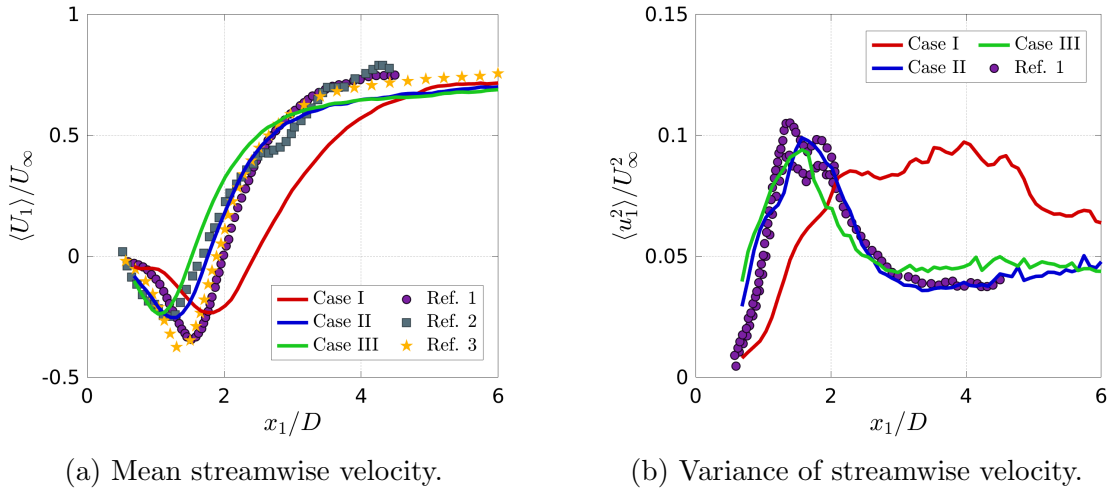 1
0.5
0
-0.5
0
2
4
6
⟨U₁⟩/U∞
x₁/D
Case I
Case II
Case III
Ref. 1
Ref. 2
Ref. 3
(a) Mean streamwise velocity.
0.15
0.1
0.05
0
0
2
4
6
⟨u₁²⟩/U∞²
x₁/D
Case I
Case II
Case III
Ref. 1
(b) Variance of streamwise velocity.